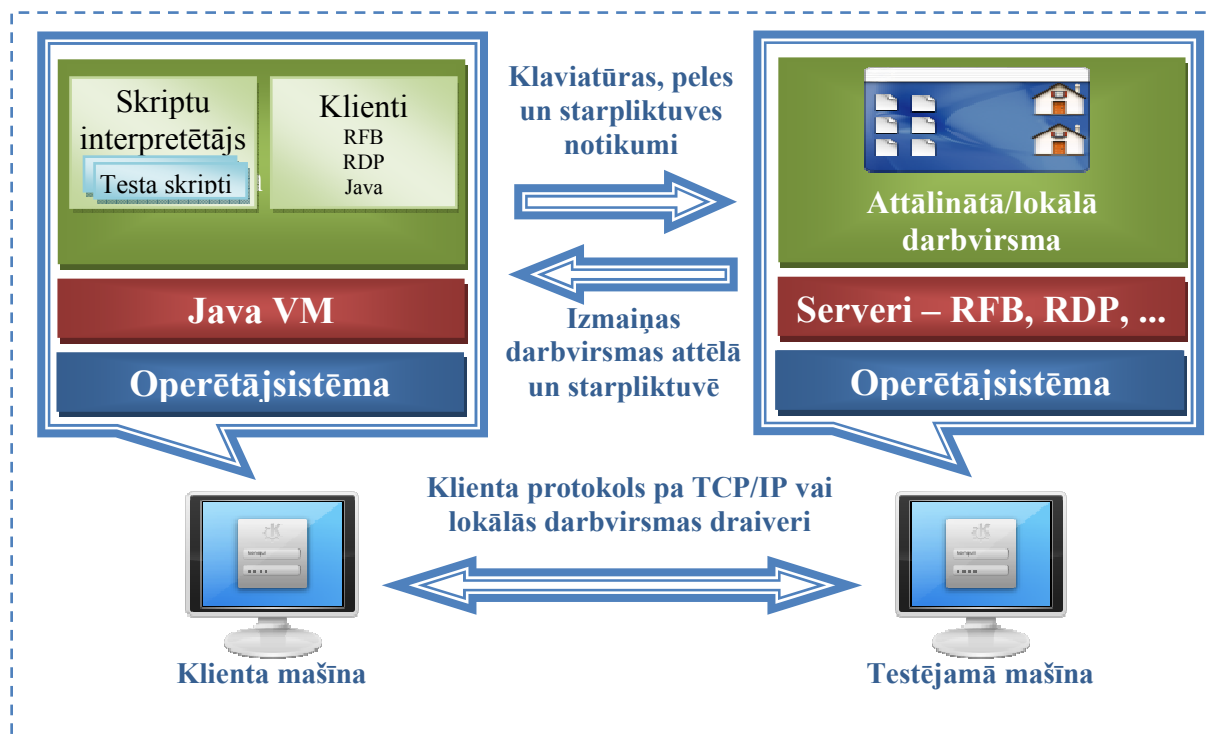 Skriptu
interpretētājs
Testa skripti
Klienti
RFB
RDP
Java
Java VM
Operētājsistēma
Klaviatūras, peles
un starpliktuves
notikumi
Izmaiņas
darbvirsmas attēlā
un starpliktuvē
Attālinātā/lokālā
darbvirsma
Serveri – RFB, RDP, ...
Operētājsistēma
Klienta protokols pa TCP/IP vai
lokālās darbvirsmas draiveri
Klienta mašīna
Testējamā mašīna